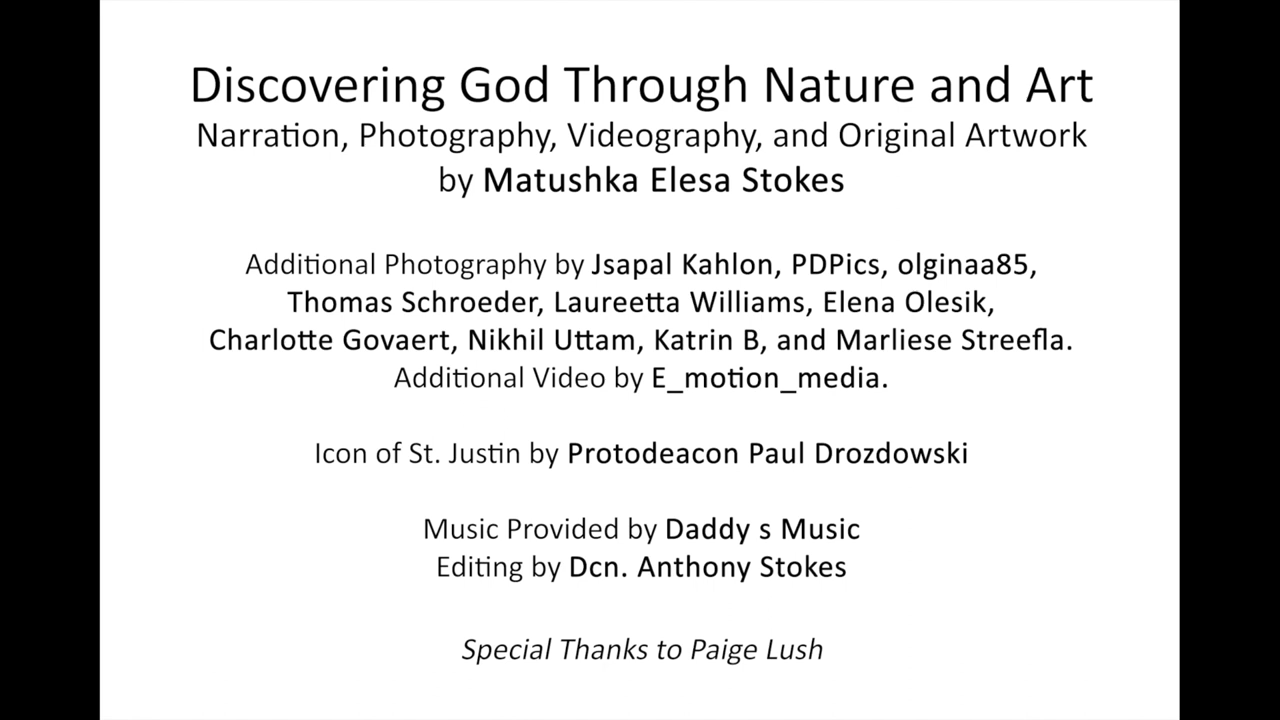 Discovering God Through Nature and Art
Narration, Photography, Videography, and Original Artwork
by Matushka Elesa Stokes
Additional Photography by Jsapal Kahlon, PDPics, olginaa85,
Thomas Schroeder, Laureetta Williams, Elena Olesik,
Charlotte Govaert, Nikhil Uttam, Katrin B, and Marliese Streefla.
Additional Video by E_motion_media.
Icon of St. Justin by Protodeacon Paul Drozdowski
Music Provided by Daddy s Music
Editing by Dcn. Anthony Stokes
Special Thanks to Paige Lush